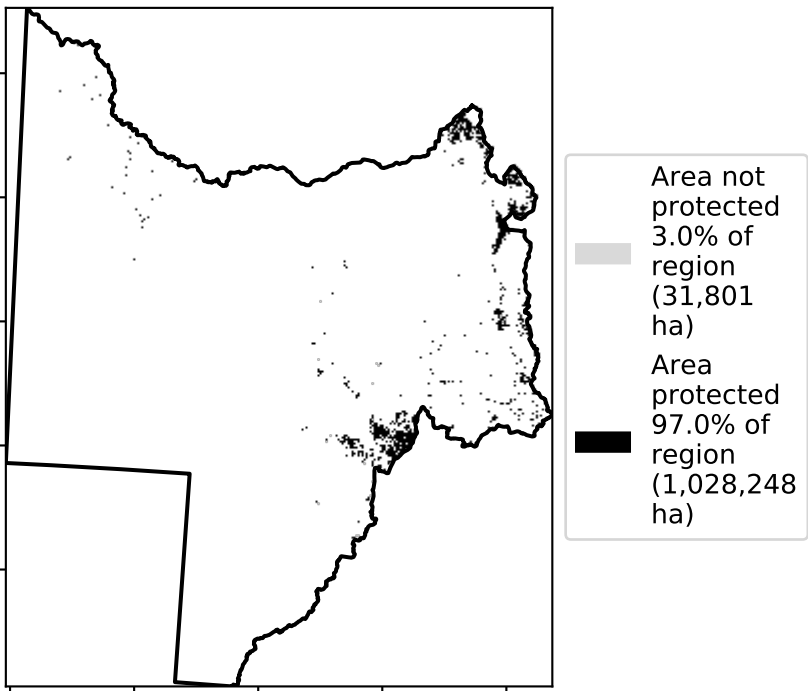 Area not
protected
3.0% of
region
(31,801
ha)
Area
protected
97.0% of
region
(1,028,248
ha)